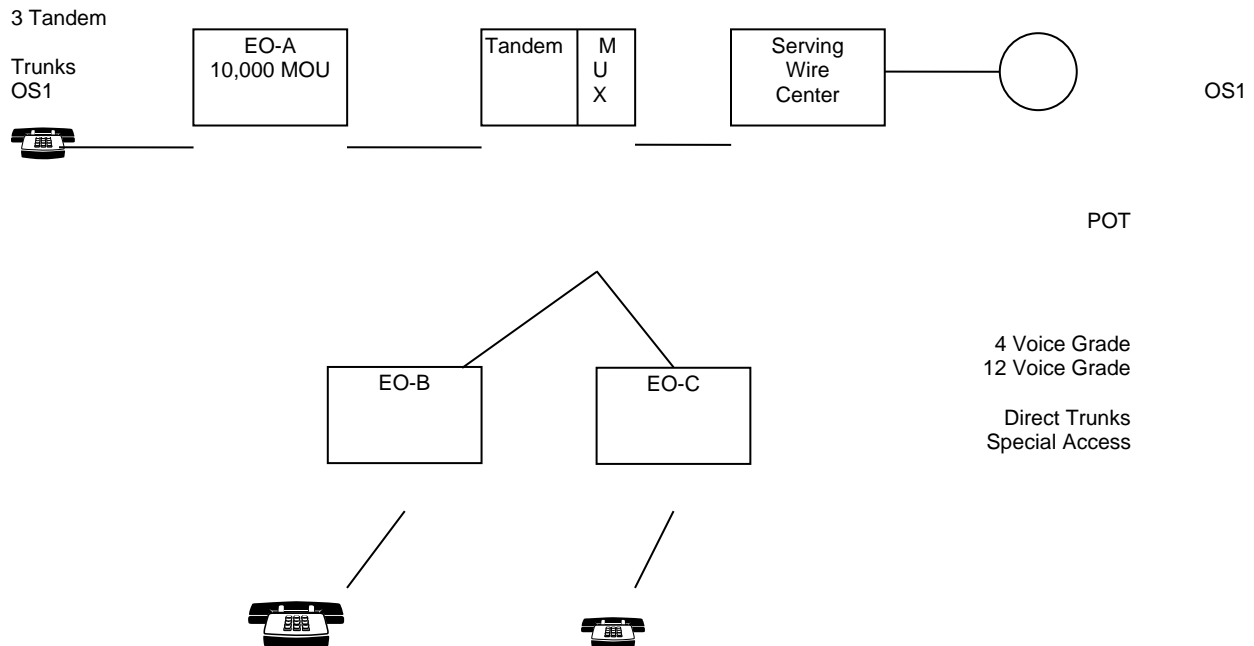 3 Tandem
Trunks
OS1
EO-A
10,000 MOU
Tandem
M
U
X
Serving
Wire
Center
OS1
POT
EO-B
EO-C
4 Voice Grade
12 Voice Grade
Direct Trunks
Special Access